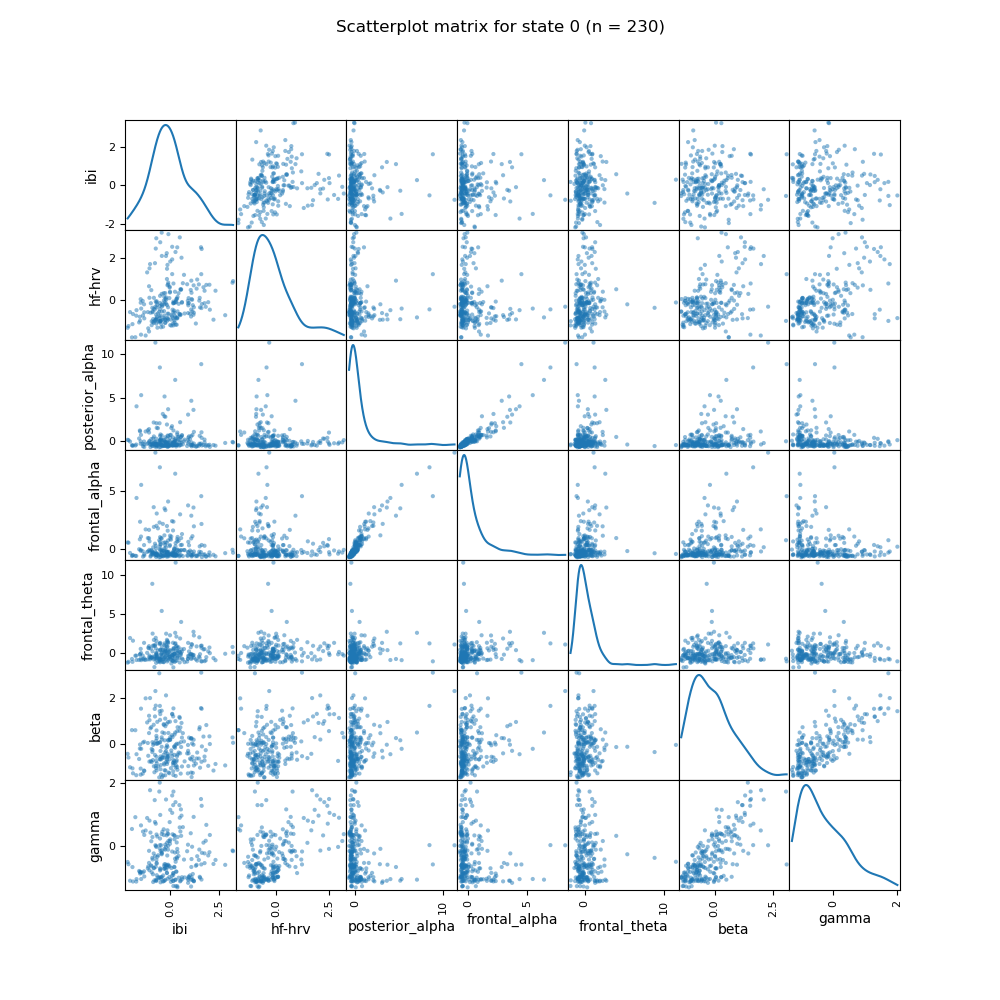 Scatterplot matrix for state 0 (n = 230)
ibi
2
0
-2
hf-hrv
2
0
posterior_alpha
10
5
0
frontal_alpha
5
0
frontal_theta
10
5
0
beta
2
0
gamma
2
0
0.0 2.5 0.0 2.5 0 10 0 5 0 10 0.0 2.5 0 2
ibi hf-hrv posterior_alpha frontal_alpha frontal_theta beta gamma